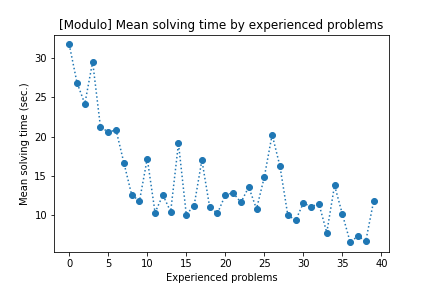 [Modulo] Mean solving time by experienced problems
Mean solving time (sec.)
30
25
20
15
10
0 5 10 15 20 25 30 35 40
Experienced problems